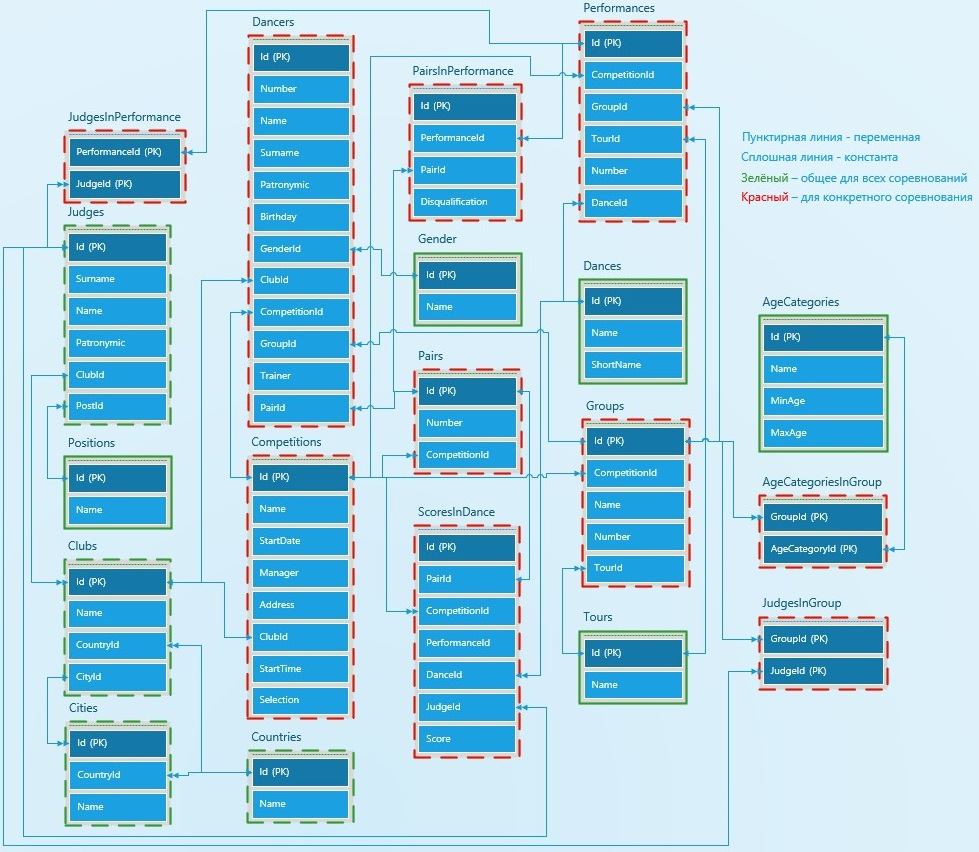 JudgesInPerformance
PerformanceId (PK)
JudgeId (PK)
Judges
Id (PK)
Surname
Name
Patronymic
ClubId
PostId
Positions
Id (PK)
Name
Clubs
Id (PK)
Name
CountryId
CityId
Cities
Id (PK)
CountryId
Name
Dancers
Id (PK)
Number
Name
Surname
Patronymic
Birthday
GenderId
ClubId
CompetitionId
GroupId
Trainer
PairId
Competitions
Id (PK)
Name
StartDate
Manager
Address
ClubId
StartTime
Selection
Countries
Id (PK)
Name
PairsInPerformance
Id (PK)
PerformanceId
PairId
Disqualification
Gender
Id (PK)
Name
Pairs
Id (PK)
Number
CompetitionId
ScoresInDance
Id (PK)
PairId
CompetitionId
PerformanceId
DanceId
JudgeId
Score
Performances
Id (PK)
CompetitionId
GroupId
TourId
Number
DanceId
Dances
Id (PK)
Name
ShortName
Groups
Id (PK)
CompetitionId
Name
Number
TourId
Tours
Id (PK)
Name
Пунктирная линия - переменная
Сплошная линия - константа
Зелёный – общее для всех соревнований
Красный – для конкретного соревнования
AgeCategories
Id (PK)
Name
MinAge
MaxAge
AgeCategoriesInGroup
GroupId (PK)
AgeCategoryId (PK)
JudgesInGroup
GroupId (PK)
JudgeId (PK)